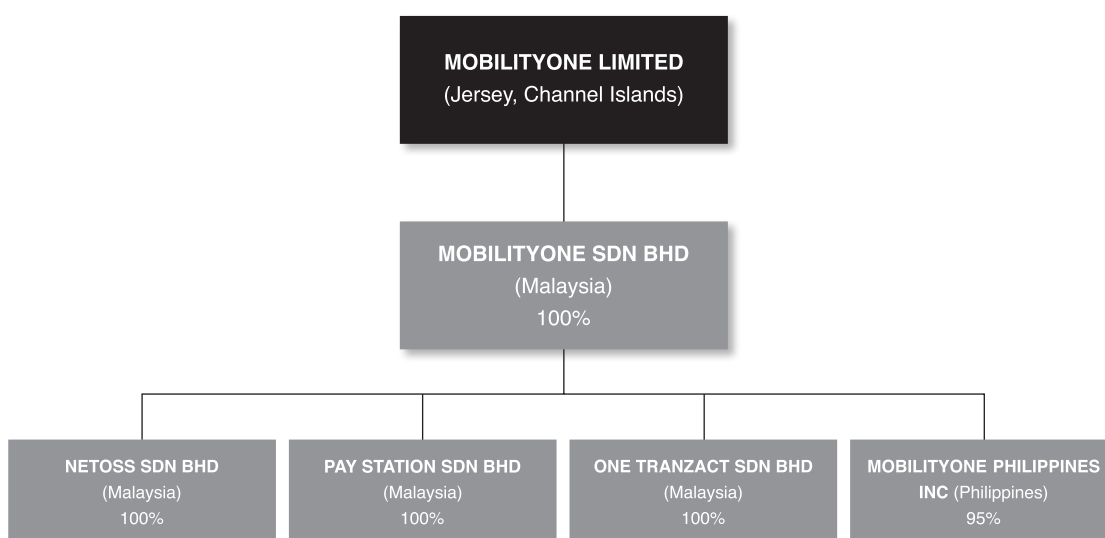 MOBILITYONE LIMITED
(Jersey, Channel Islands)
MOBILITYONE SDN BHD
(Malaysia)
100%
NETOSS SDN BHD
(Malaysia)
100%
PAY STATION SDN BHD
(Malaysia)
100%
ONE TRANZACT SDN BHD
(Malaysia)
100%
MOBILITYONE PHILIPPINES
INC (Philippines)
95%